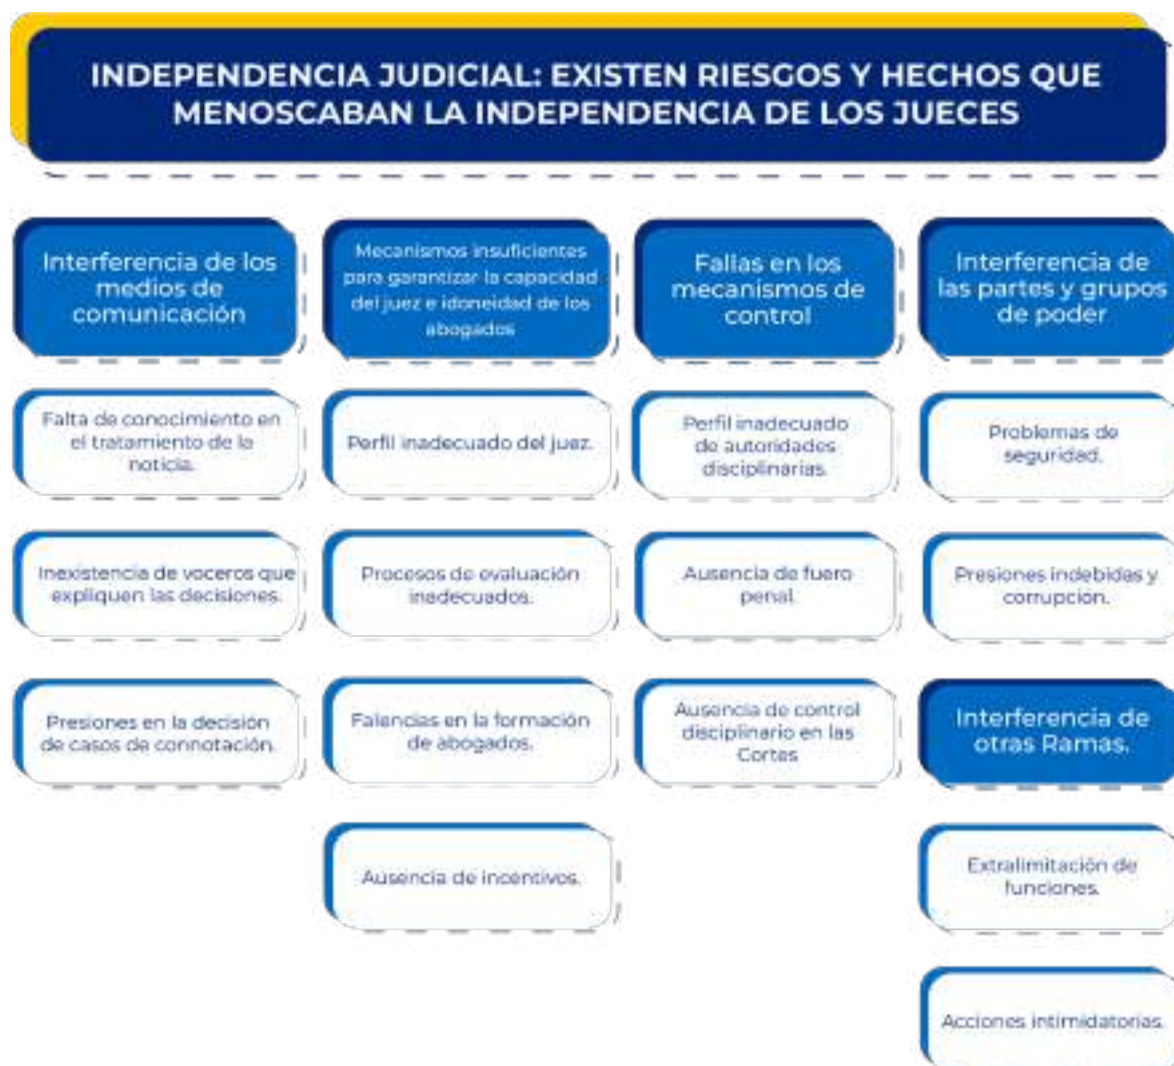 INDEPENDENCIA JUDICIAL: EXISTEN RIESGOS Y HECHOS QUE
MENOSCABAN LA INDEPENDENCIA DE LOS JUECES
Interferencia de los
medios de
comunicación
Falta de conocimiento en
el tratamiento de la
noticia.
Inexistencia de voceros que
expliquen las decisiones.
Presiones en la decisión
de casos de connotación.
Mecanismos insuficientes
para garantizar la capacidad
del juez e idoneidad de los
abogados
Perfil inadecuado del juez.
Procesos de evaluación
inadecuados.
Falencias en la formación
de abogados.
Ausencia de incentivos.
Fallas en los
mecanismos de
control
Perfil inadecuado
de autoridades
disciplinarias.
Ausencia de fuero
penal.
Ausencia de control
disciplinario en las
Cortes
Interferencia de
las partes y grupos
de poder
Problemas de
seguridad.
Presiones indebidas y
corrupción.
Interferencia de
otras Ramas.
Extralimitación de
funciones.
Acciones intimidatorias.